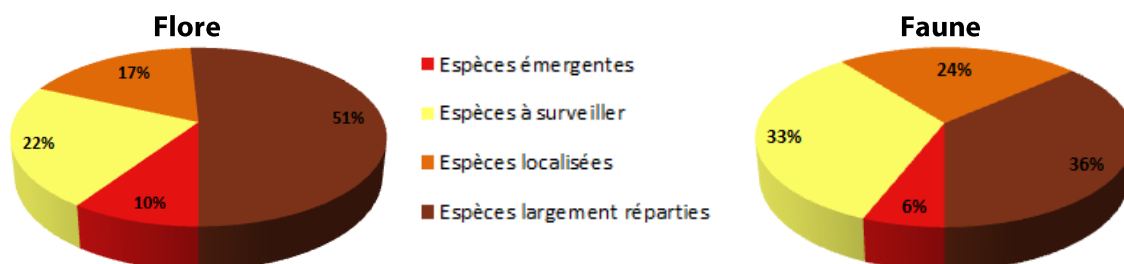 Flore
17%
51%
22%
10%
Espèces émergentes
Espèces à surveiller
Espèces localisées
Espèces largement réparties
Faune
24%
33%
36%
6%